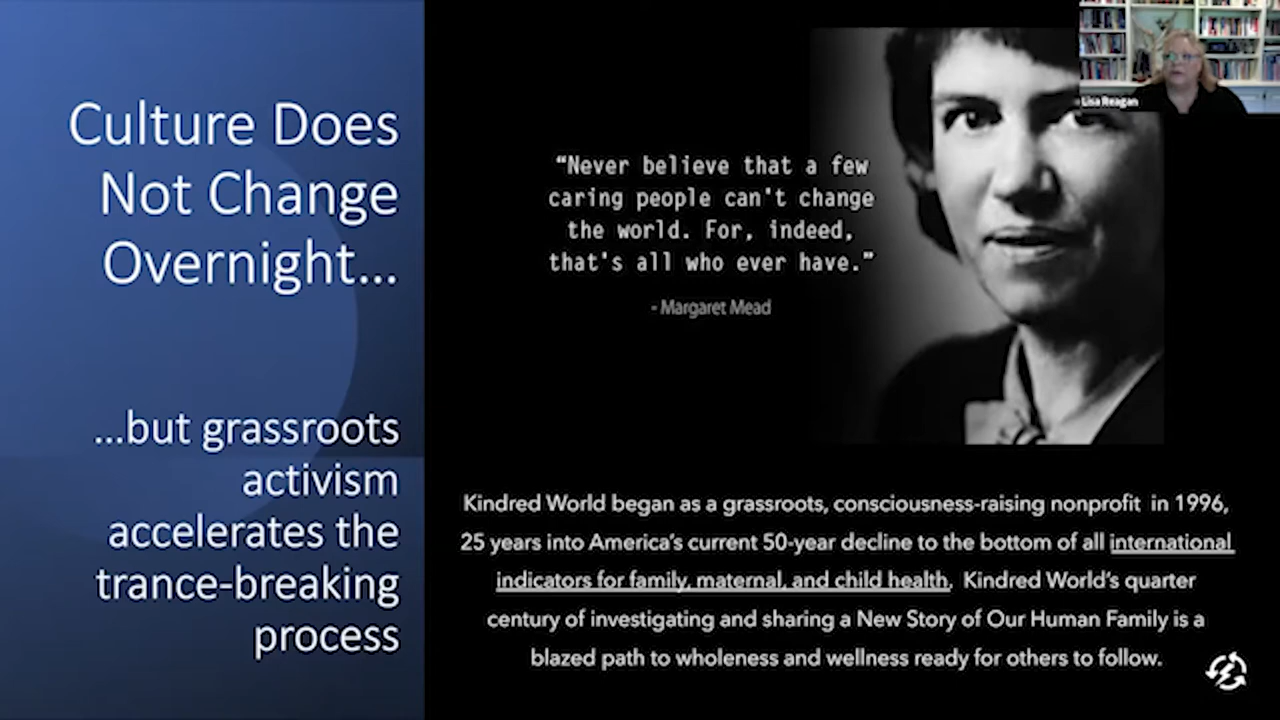 Culture Does
Not Change
Overnight...
...but grassroots
activism
accelerates the
trance-breaking
process
“Never believe that a few
caring people can't change
the world. For, indeed,
that's all who ever have.”
- Margaret Mead
Lisa Reagan
Kindred World began as a grassroots, consciousness-raising nonprofit in 1996,
25 years into America’s current 50-year decline to the bottom of all international
indicators for family, maternal, and child health. Kindred World’s quarter
century of investigating and sharing a New Story of Our Human Family is a
blazed path to wholeness and wellness ready for others to follow.